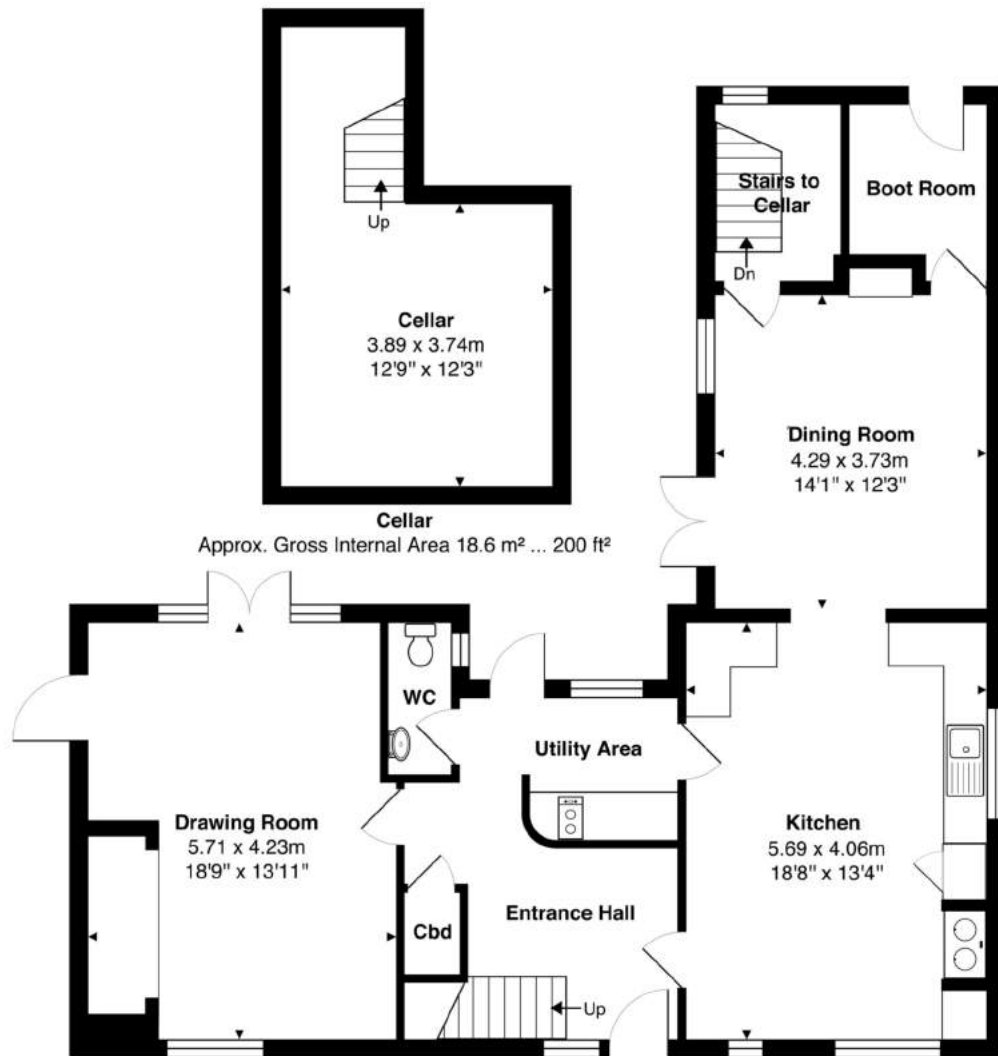 Up
Cellar
3.89 x 3.74m
12'9" x 12'3"
Cellar
Approx. Gross Internal Area 18.6 m² ... 200 ft²
Stairs to
Cellar
Dn
Boot Room
Dining Room
4.29 x 3.73m
14'1" x 12'3"
WC
Utility Area
Drawing Room
5.71 x 4.23m
18'9" x 13'11"
Kitchen
5.69 x 4.06m
18'8" x 13'4"
Cbd
Entrance Hall
Up